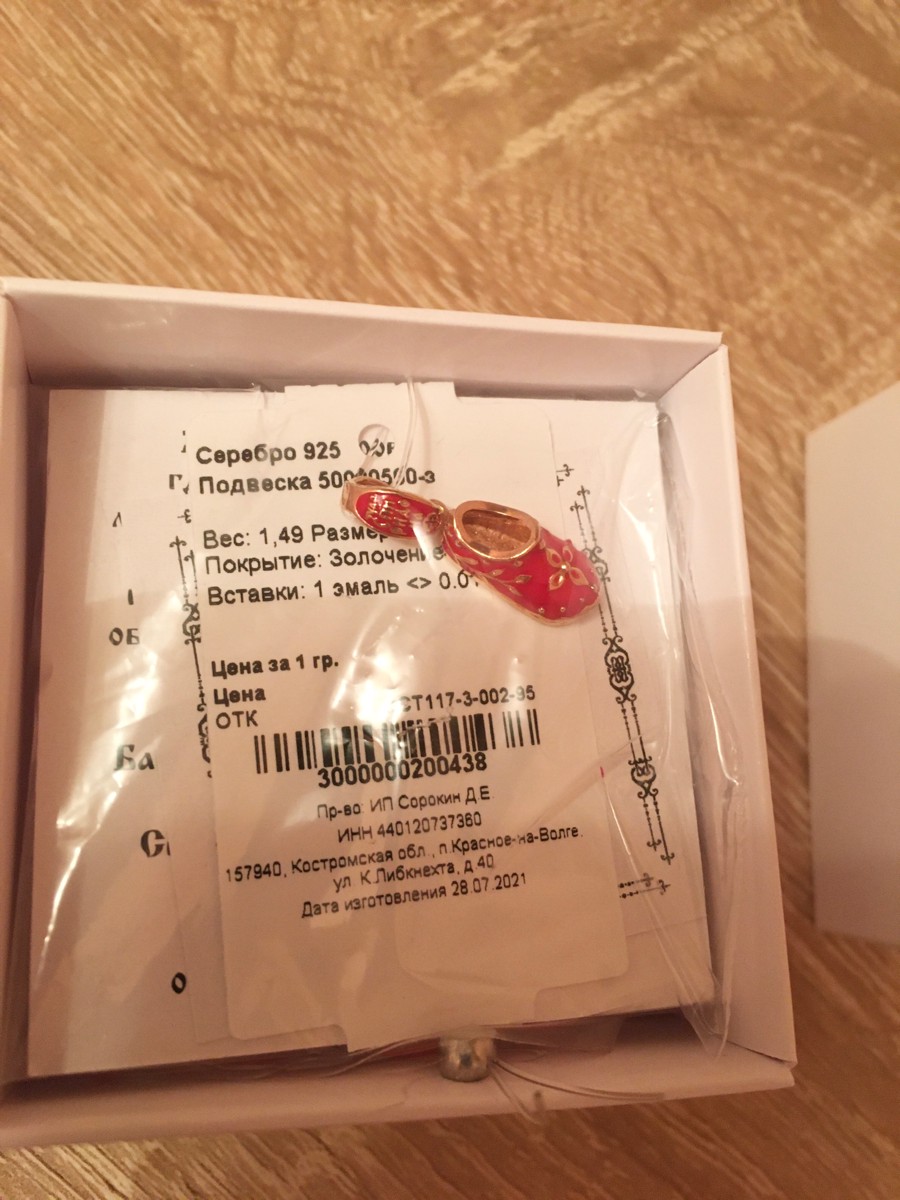 Серебро 925
Подвеска
Вес: 1,49
Покрытие:
Вставки: 1 эмаль <>
Цена за 1 гр.
Цена
ОТК
3000000200438
Пр-во: ИП Сорокин Д.Е.
ИНН 440120737360
157940, Костромская обл., п.Красное-на-Волге.
ул К.Либкнехта, д 40
Дата изготовления 28.07.2021